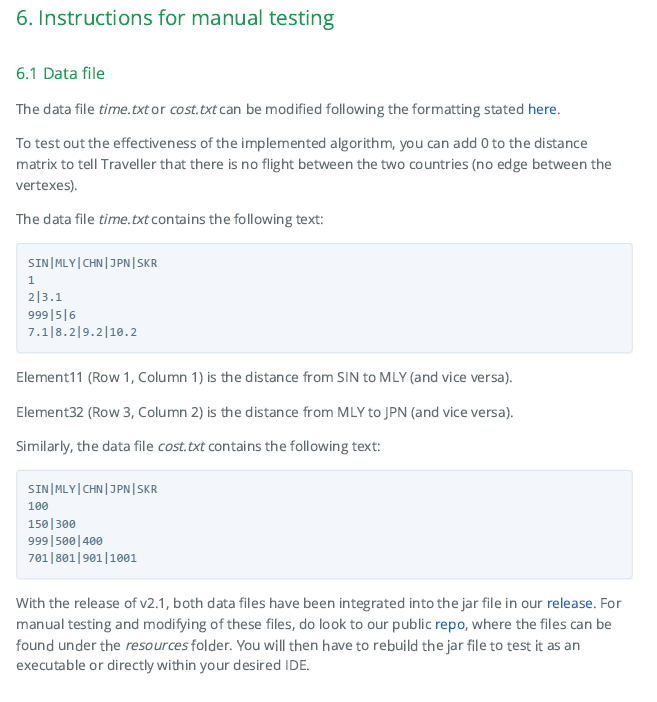 6. Instructions for manual testing
6.1 Data file
The data file time.txt or cost.txt can be modified following the formatting stated here.
To test out the effectiveness of the implemented algorithm, you can add 0 to the distance
matrix to tell Traveller that there is no flight between the two countries (no edge between the
vertexes).
The data file time.txt contains the following text:
SIN|MLY|CHN|JPN|SKR
1
2|3.1
999|5|6
7.1|8.2|9.2|10.2
Element11 (Row 1, Column 1) is the distance from SIN to MLY (and vice versa).
Element32 (Row 3, Column 2) is the distance from MLY to JPN (and vice versa).
Similarly, the data file cost.txt contains the following text:
SIN|MLY|CHN|JPN|SKR
100
150|300
999|500|400
701|801|901|1001
With the release of v2.1, both data files have been integrated into the jar file in our release. For
manual testing and modifying of these files, do look to our public repo, where the files can be
found under the resources folder. You will then have to rebuild the jar file to test it as an
executable or directly within your desired IDE.